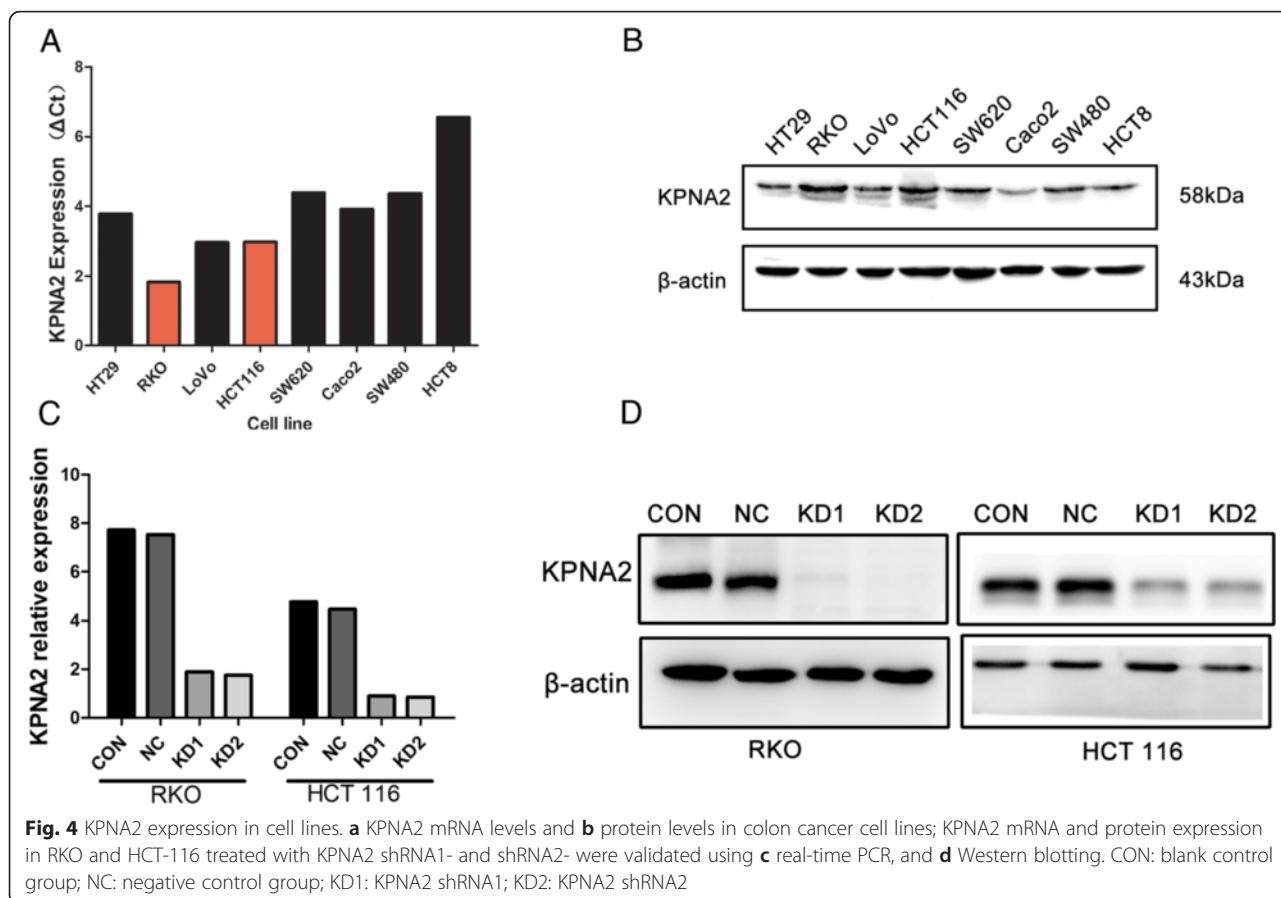 A
KPNA2 Expression (ΔCt)
8
6
4
2
0
HT29 RKO LoVo HCT116 SW620 Caco2 SW480 HCT8
Cell line
B
HT29 RKO LoVo HCT116 SW620 Caco2 SW480 HCT8
KPNA2 58kDa
β-actin 43kDa
C
KPNA2 relative expression
10
8
6
4
2
0
CON NC KD1 KD2 CON NC KD1 KD2
RKO HCT 116
D
CON NC KD1 KD2 CON NC KD1 KD2
KPNA2
β-actin
RKO HCT 116
Fig. 4 KPNA2 expression in cell lines. a KPNA2 mRNA levels and b protein levels in colon cancer cell lines; KPNA2 mRNA and protein expression
in RKO and HCT-116 treated with KPNA2 shRNA1- and shRNA2- were validated using c real-time PCR, and d Western blotting. CON: blank control
group; NC: negative control group; KD1: KPNA2 shRNA1; KD2: KPNA2 shRNA2